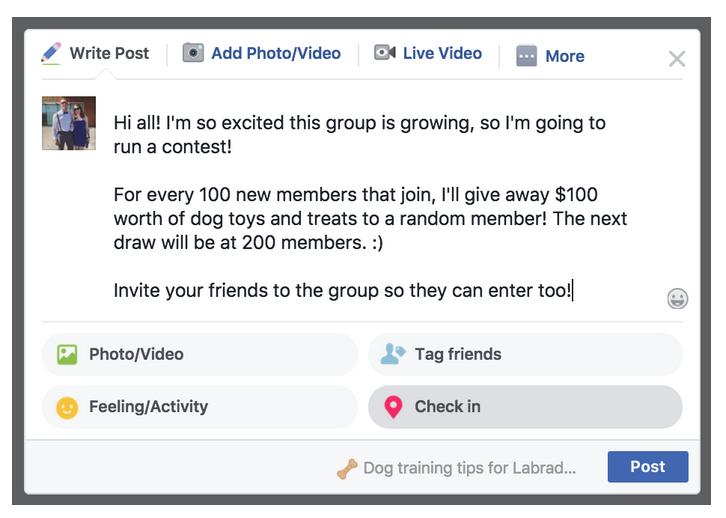 Write Post
Add Photo/Video
Live Video
More
Hi all! I'm so excited this group is growing, so I'm going to
run a contest!
For every 100 new members that join, I'll give away $100
worth of dog toys and treats to a random member! The next
draw will be at 200 members. :)
Invite your friends to the group so they can enter too!
Photo/Video
Tag friends
Feeling/Activity
Check in
Dog training tips for Labrad...
Post